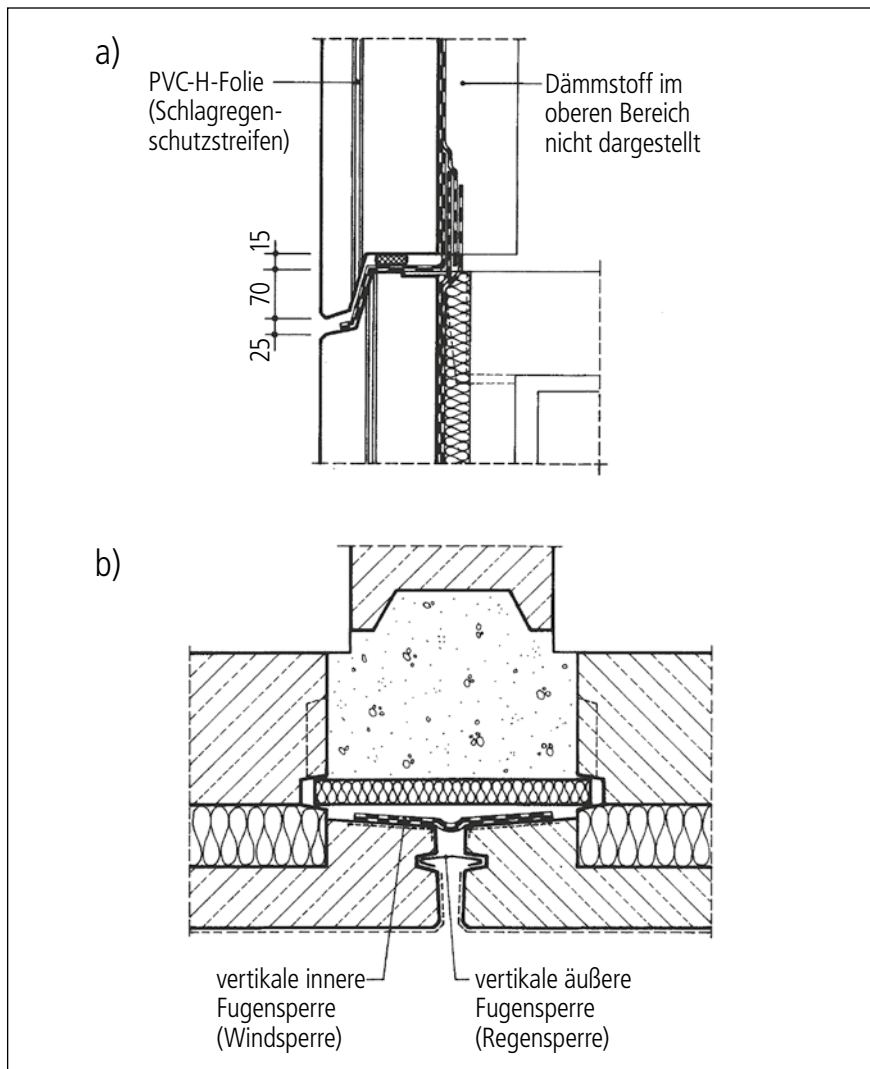 a)
PVC-H-Folie
(Schlagregen-
schutzstreifen)
Dämmstoff im
oberen Bereich
nicht dargestellt
15
70
25
b)
vertikale innere
Fugensperre
(Windsperre)
vertikale äußere
Fugensperre
(Regensperre)